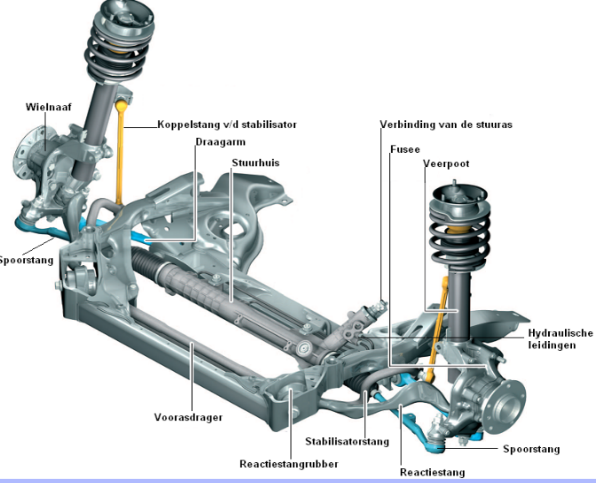 Wielnaaf
Koppelstang v/d stabilisator
Verbinding van de stuuras
Draagarm
Fusee
Stuurhuis
Veerpoot
Spoorstang
Hydraulische
leidingen
Voorasdrager
Stabilisatorstang
Spoorstang
Reactiestangrubber
Reactiestang